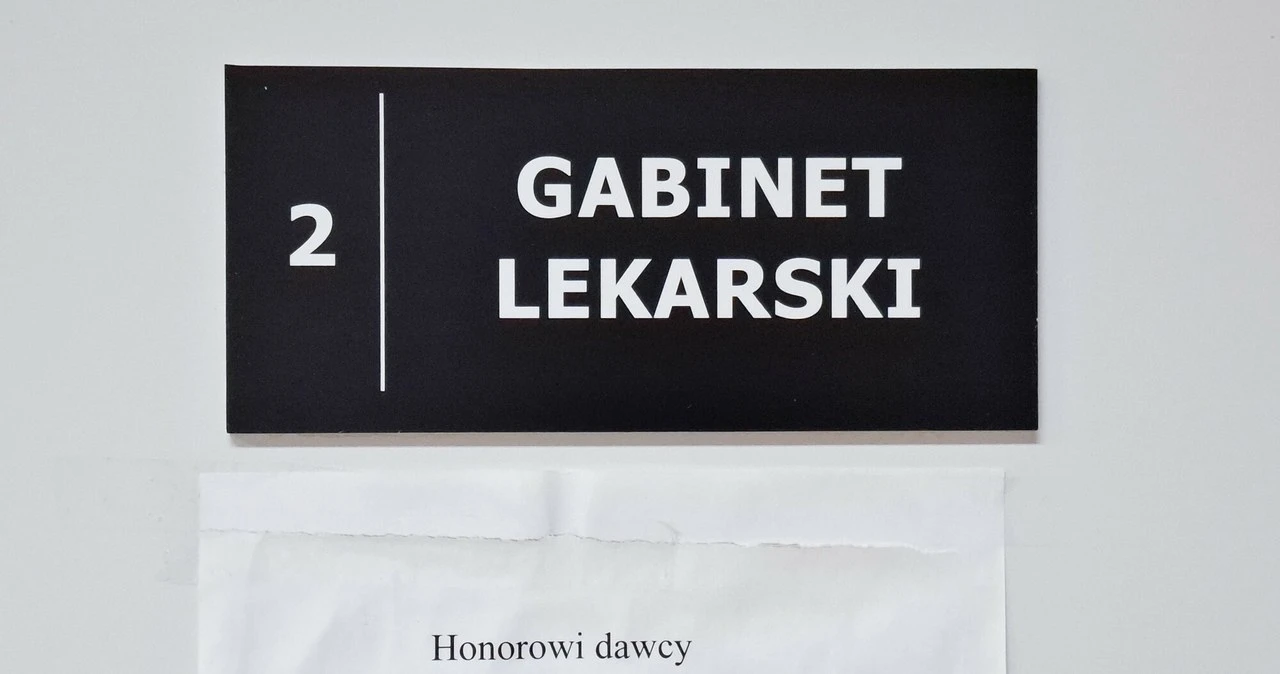 2
GABINET
LEKARSKI
Honorowi dawcy